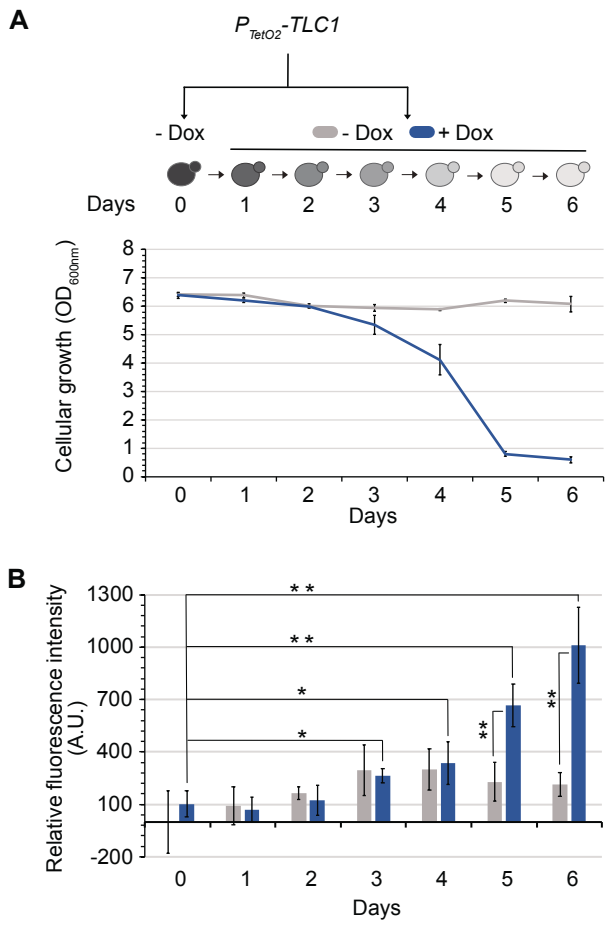 A
P_TetO2-TLC1
- Dox
- Dox + Dox
Days 0 1 2 3 4 5 6
Cellular growth (OD600nm)
8
7
6
5
4
3
2
1
0
0 1 2 3 4 5 6
Days
B
Relative fluorescence intensity
(A.U.)
1300
1000
700
400
100
-200
**
**
*
*
**
**
0 1 2 3 4 5 6
Days